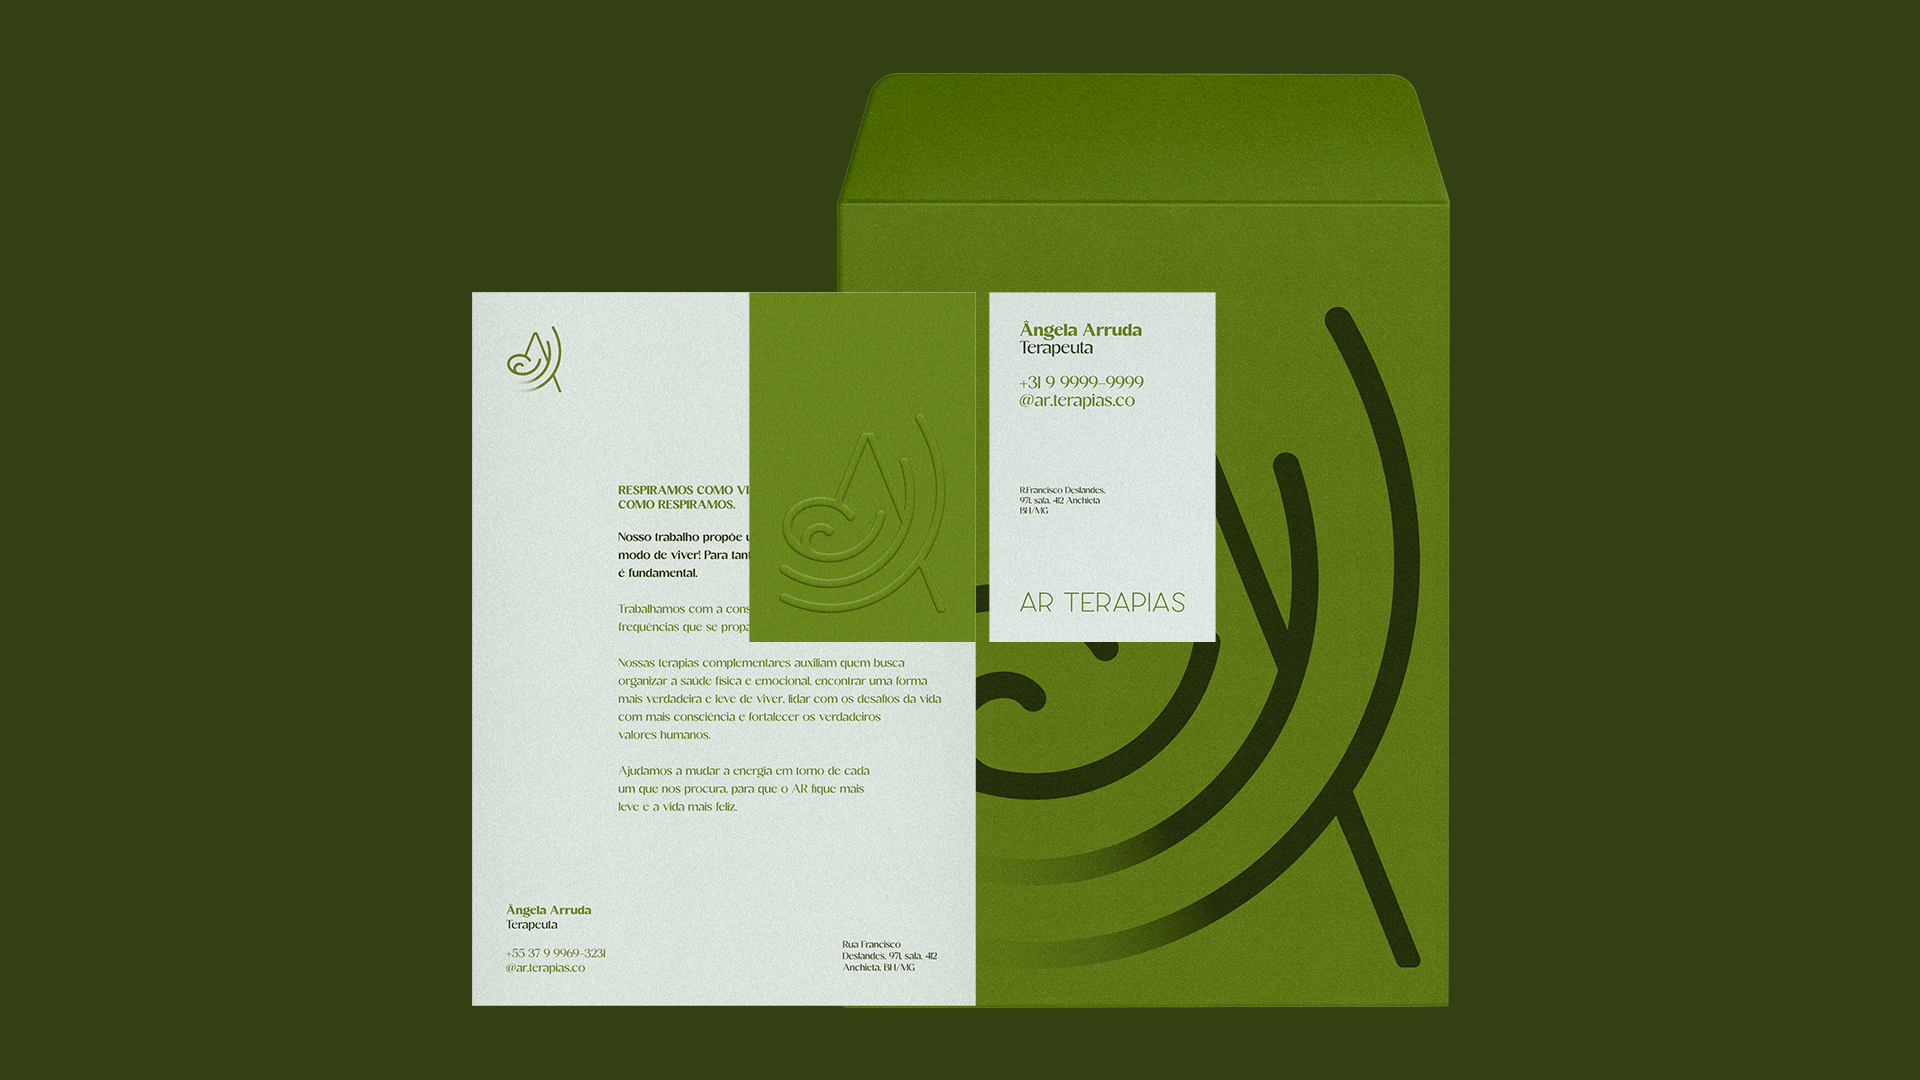 RESPIRAMOS COMO
COMO RESPIRAMOS.
Nosso trabalho propõe
modo de viver! Para
é fundamental.
Trabalhamos com a
frequências que se
Nossas terapias complementares auxiliam quem busca
organizar a saúde física e emocional, encontrar uma forma
mais verdadeira e leve de viver, lidar com os desafios da vida
com mais consciência e fortalecer os verdadeiros
valores humanos.
Ajudamos a mudar a energia em torno de cada
um que nos procura, para que o AR fique mais
leve e a vida mais feliz.
Ângela Arruda
Terapeuta
+55 37 9 9969-3231
@ar.terapias.co
Rua Francisco
Deslandes, 971, sala, 412
Anchieta, BH/MG
Ângela Arruda
Terapeuta
+31 9 9999-9999
@ar.terapias.co
R.Francisco Deslandes,
971, sala, 412 Anchieta
BH/MG
AR TERAPIAS